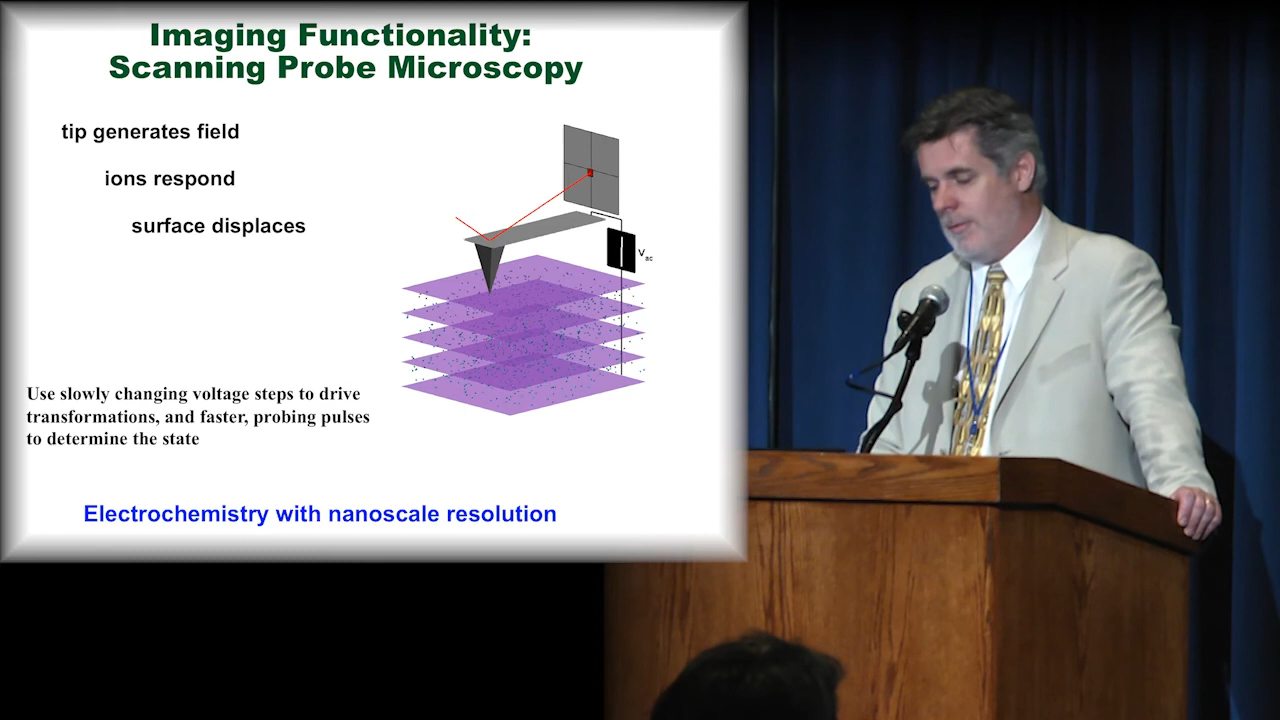 Imaging Functionality:
Scanning Probe Microscopy
tip generates field
ions respond
surface displaces
Vac
Use slowly changing voltage steps to drive
transformations, and faster, probing pulses
to determine the state
Electrochemistry with nanoscale resolution